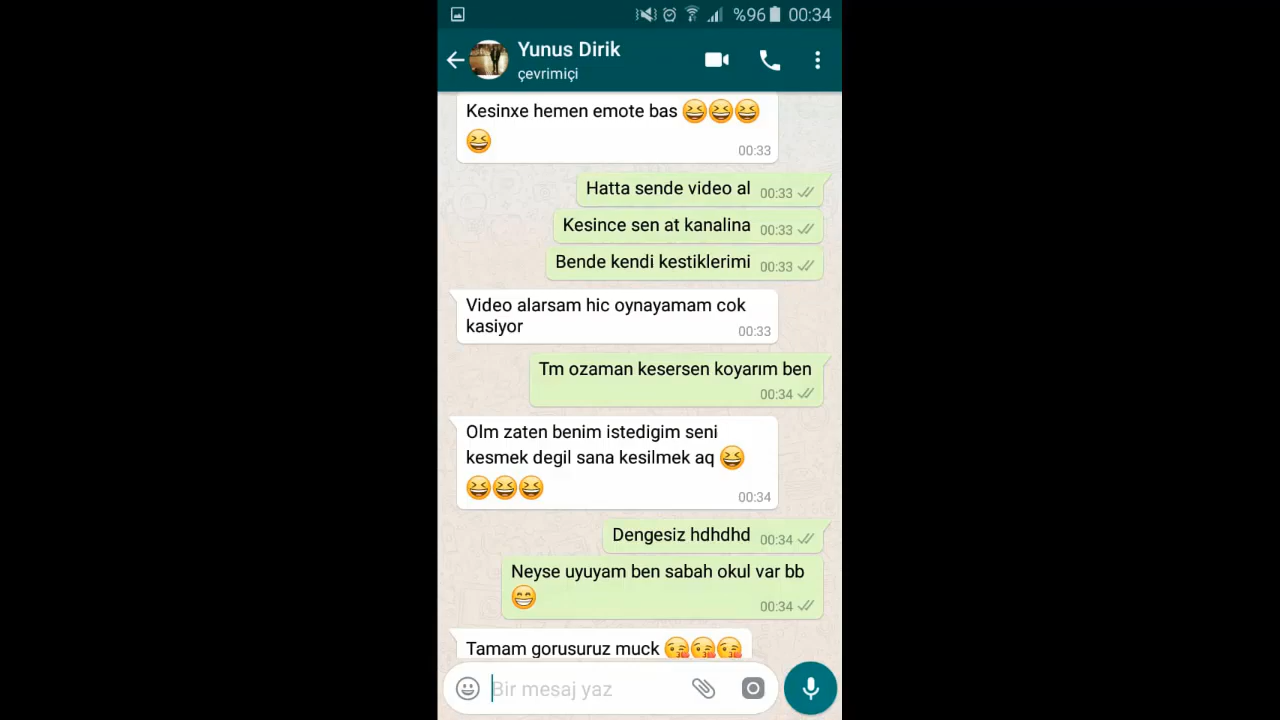 %96 00:34
Yunus Dirik
çevrimiçi
Kesinxe hemen emote bas 😆😆😆
😆
00:33
Hatta sende video al 00:33
Kesince sen at kanalina 00:33
Bende kendi kestiklerimi 00:33
Video alarsam hic oynayamam cok
kasiyor 00:33
Tm ozaman kesersen koyarım ben
00:34
Olm zaten benim istedigim seni
kesmek degil sana kesilmek aq 😆
😆😆😆
00:34
Dengesiz hdhdhd 00:34
Neyse uyuyam ben sabah okul var bb
😁
00:34
Tamam gorusuruz muck 😘😘😘
Bir mesaj yaz